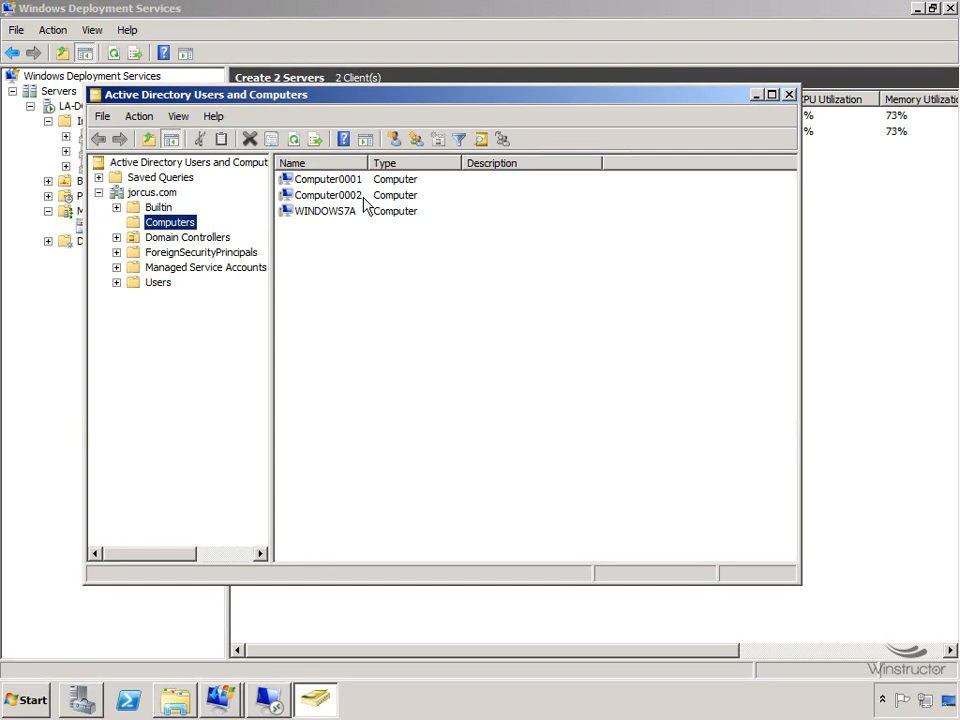 Windows Deployment Services
File Action View Help
Windows Deployment Services
Servers
Create 2 Servers 2 Client(s)
CPU Utilization Memory Utilizatio
% 73%
% 73%
Active Directory Users and Computers
File Action View Help
Active Directory Users and Comput
Saved Queries
jorcus.com
Builtin
Computers
Domain Controllers
ForeignSecurityPrincipals
Managed Service Accounts
Users
Name Type Description
Computer0001 Computer
Computer0002 Computer
WINDOWS7A Computer
Winstructor
Start